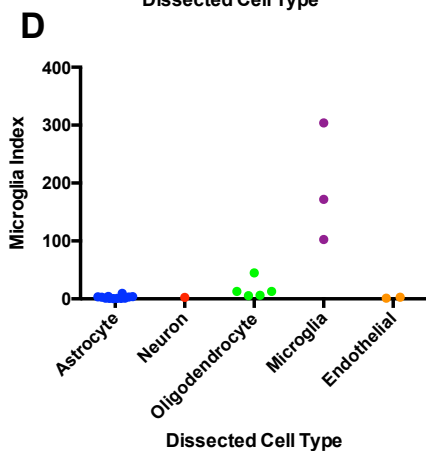 Dissected Cell Type
D
400
300
200
100
0
Microglia Index
Astrocyte
Neuron
Oligodendrocyte
Microglia
Endothelial
Dissected Cell Type